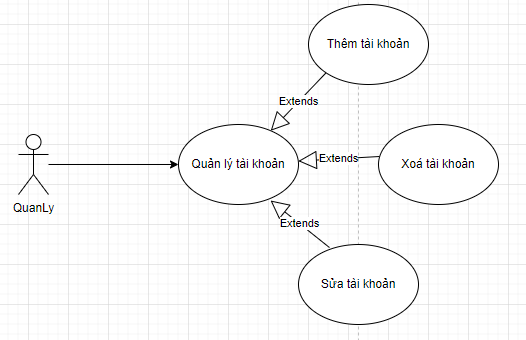 Thêm tài khoản
Extends
Quản lý tài khoản
Extends
Xoá tài khoản
QuanLy
Extends
Sửa tài khoản